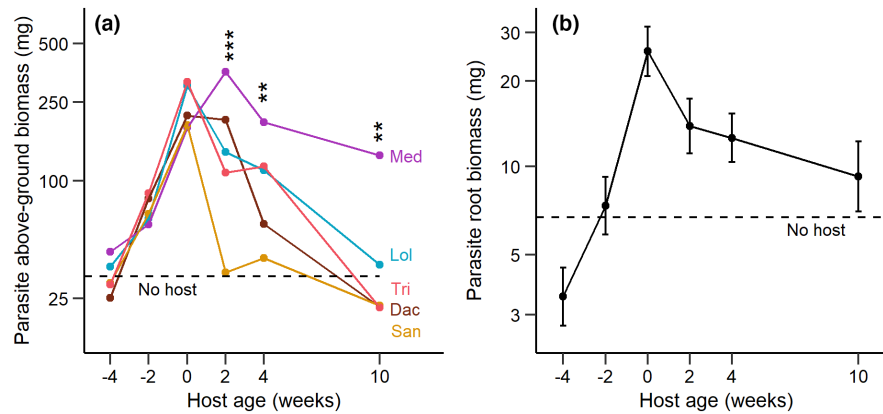 (a)
Parasite above-ground biomass (mg)
500
250
100
25
***
**
**
Med
Lol
Tri
Dac
San
No host
-4 -2 0 2 4 10
Host age (weeks)
(b)
Parasite root biomass (mg)
30
20
10
5
3
No host
-4 -2 0 2 4 10
Host age (weeks)